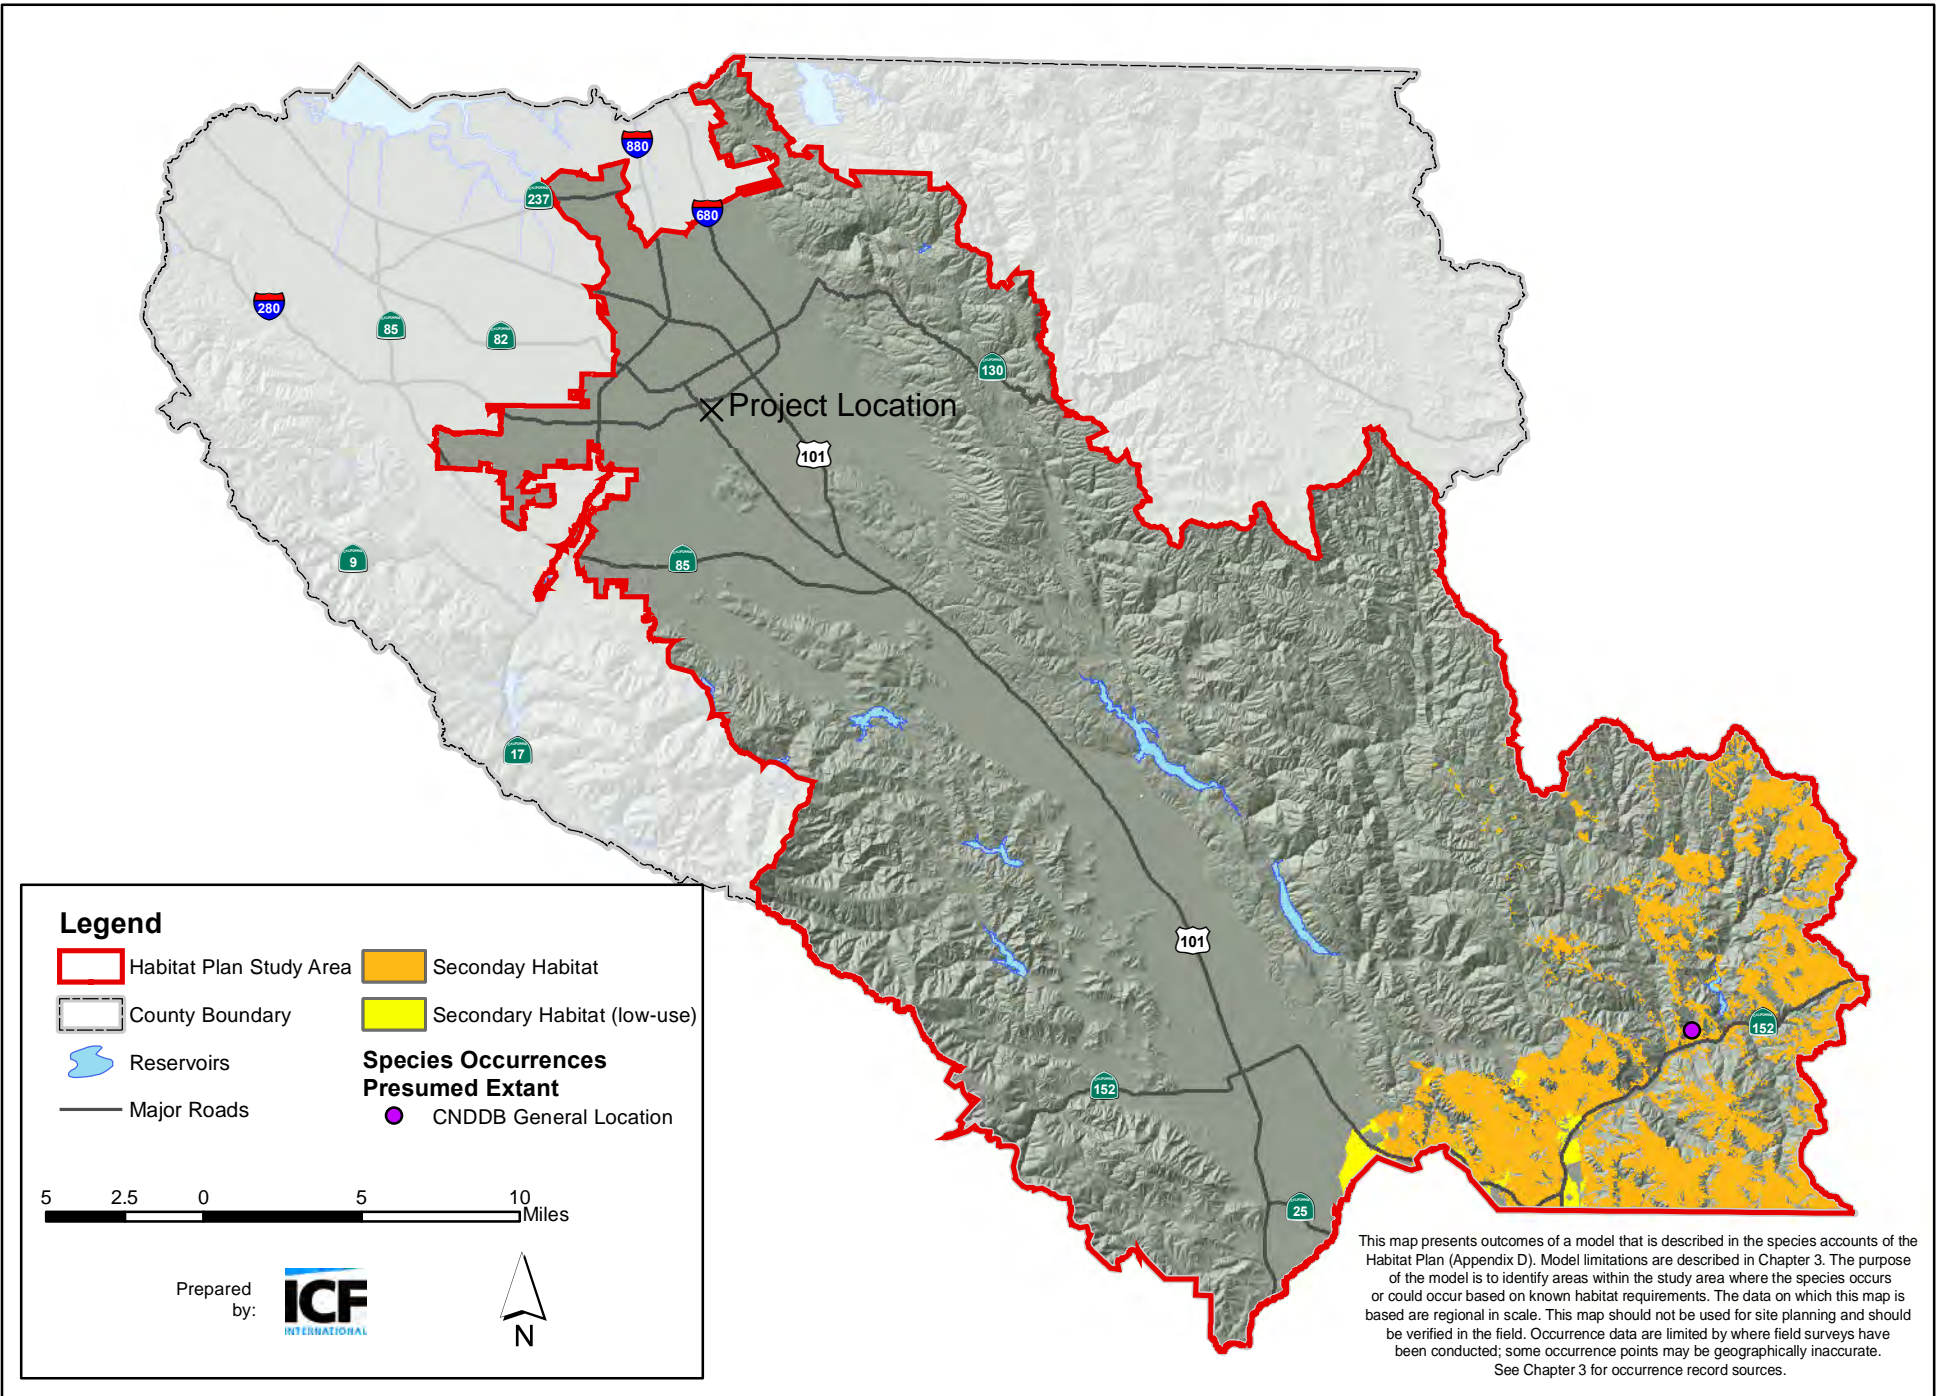 880
237
680
280
85
82
130
Project Location
101
9
85
17
101
152
152
25
Legend
Habitat Plan Study Area
Seconday Habitat
County Boundary
Secondary Habitat (low-use)
Reservoirs
Species Occurrences
Presumed Extant
Major Roads
CNDDB General Location
5 2.5 0 5 10
Miles
Prepared
by:
ICF
INTERNATIONAL
N
This map presents outcomes of a model that is described in the species accounts of the
Habitat Plan (Appendix D). Model limitations are described in Chapter 3. The purpose
of the model is to identify areas within the study area where the species occurs
or could occur based on known habitat requirements. The data on which this map is
based are regional in scale. This map should not be used for site planning and should
be verified in the field. Occurrence data are limited by where field surveys have
been conducted; some occurrence points may be geographically inaccurate.
See Chapter 3 for occurrence record sources.